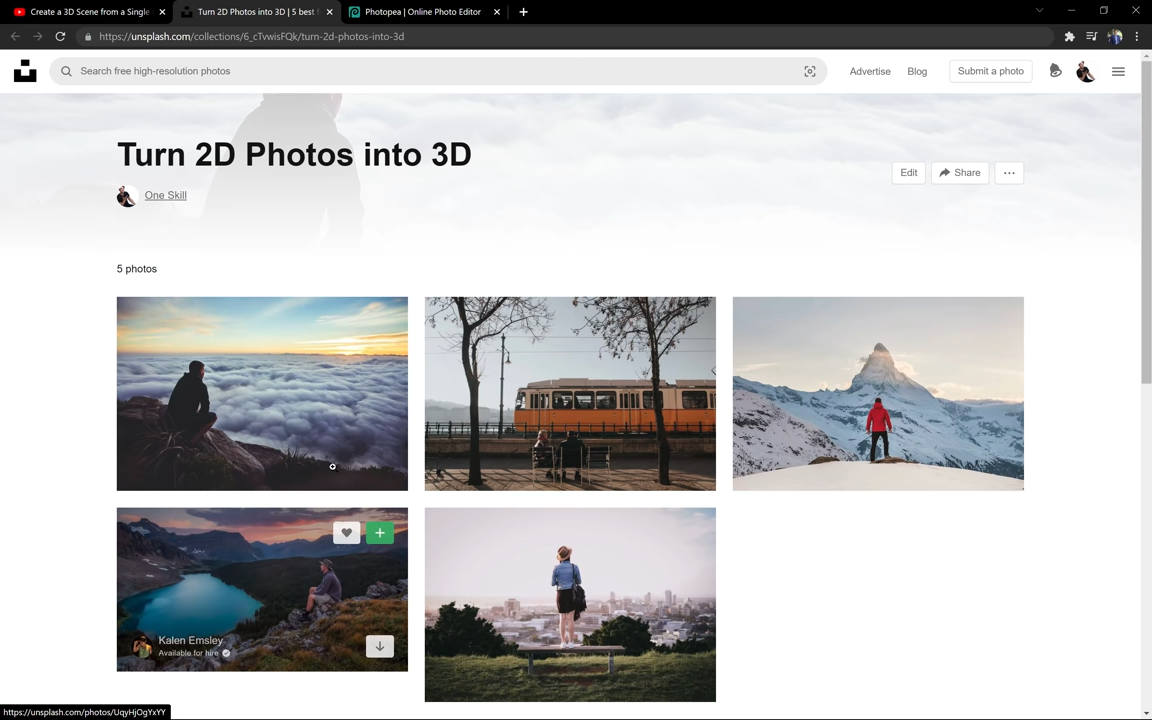 Create a 3D Scene from a Single
Turn 2D Photos into 3D | 5 best
Photopea | Online Photo Editor
https://unsplash.com/collections/6_cTvwisFQk/turn-2d-photos-into-3d
Search free high-resolution photos
Advertise
Blog
Submit a photo
Turn 2D Photos into 3D
One Skill
Edit
Share
5 photos
Kalen Emsley
Available for hire
https://unsplash.com/photos/UqyHjOgYxYY